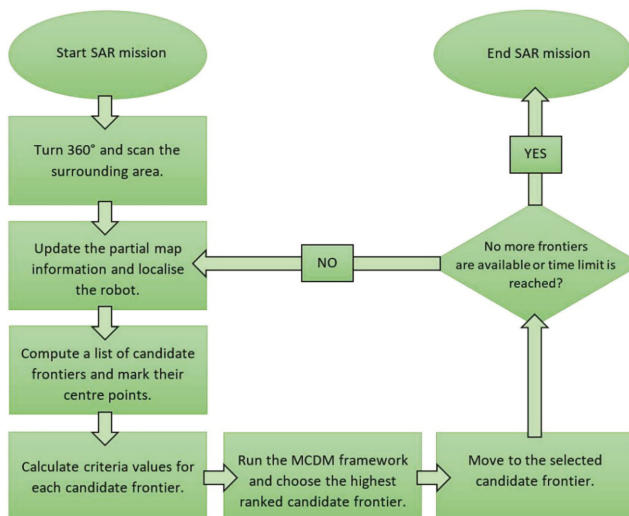 Start SAR mission
Turn 360° and scan the
surrounding area.
Update the partial map
information and localise
the robot.
Compute a list of candidate
frontiers and mark their
centre points.
Calculate criteria values for
each candidate frontier.
Run the MCDM framework
and choose the highest
ranked candidate frontier.
Move to the selected
candidate frontier.
No more frontiers
are available or time limit is
reached?
NO
YES
End SAR mission